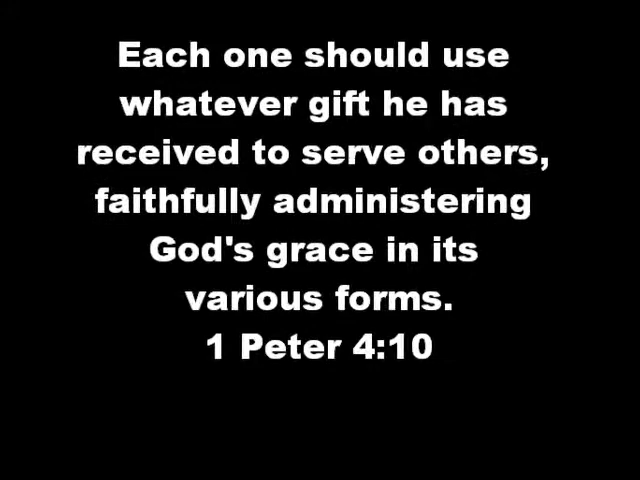 Each one should use
whatever gift he has
received to serve others,
faithfully administering
God's grace in its
various forms.
1 Peter 4:10